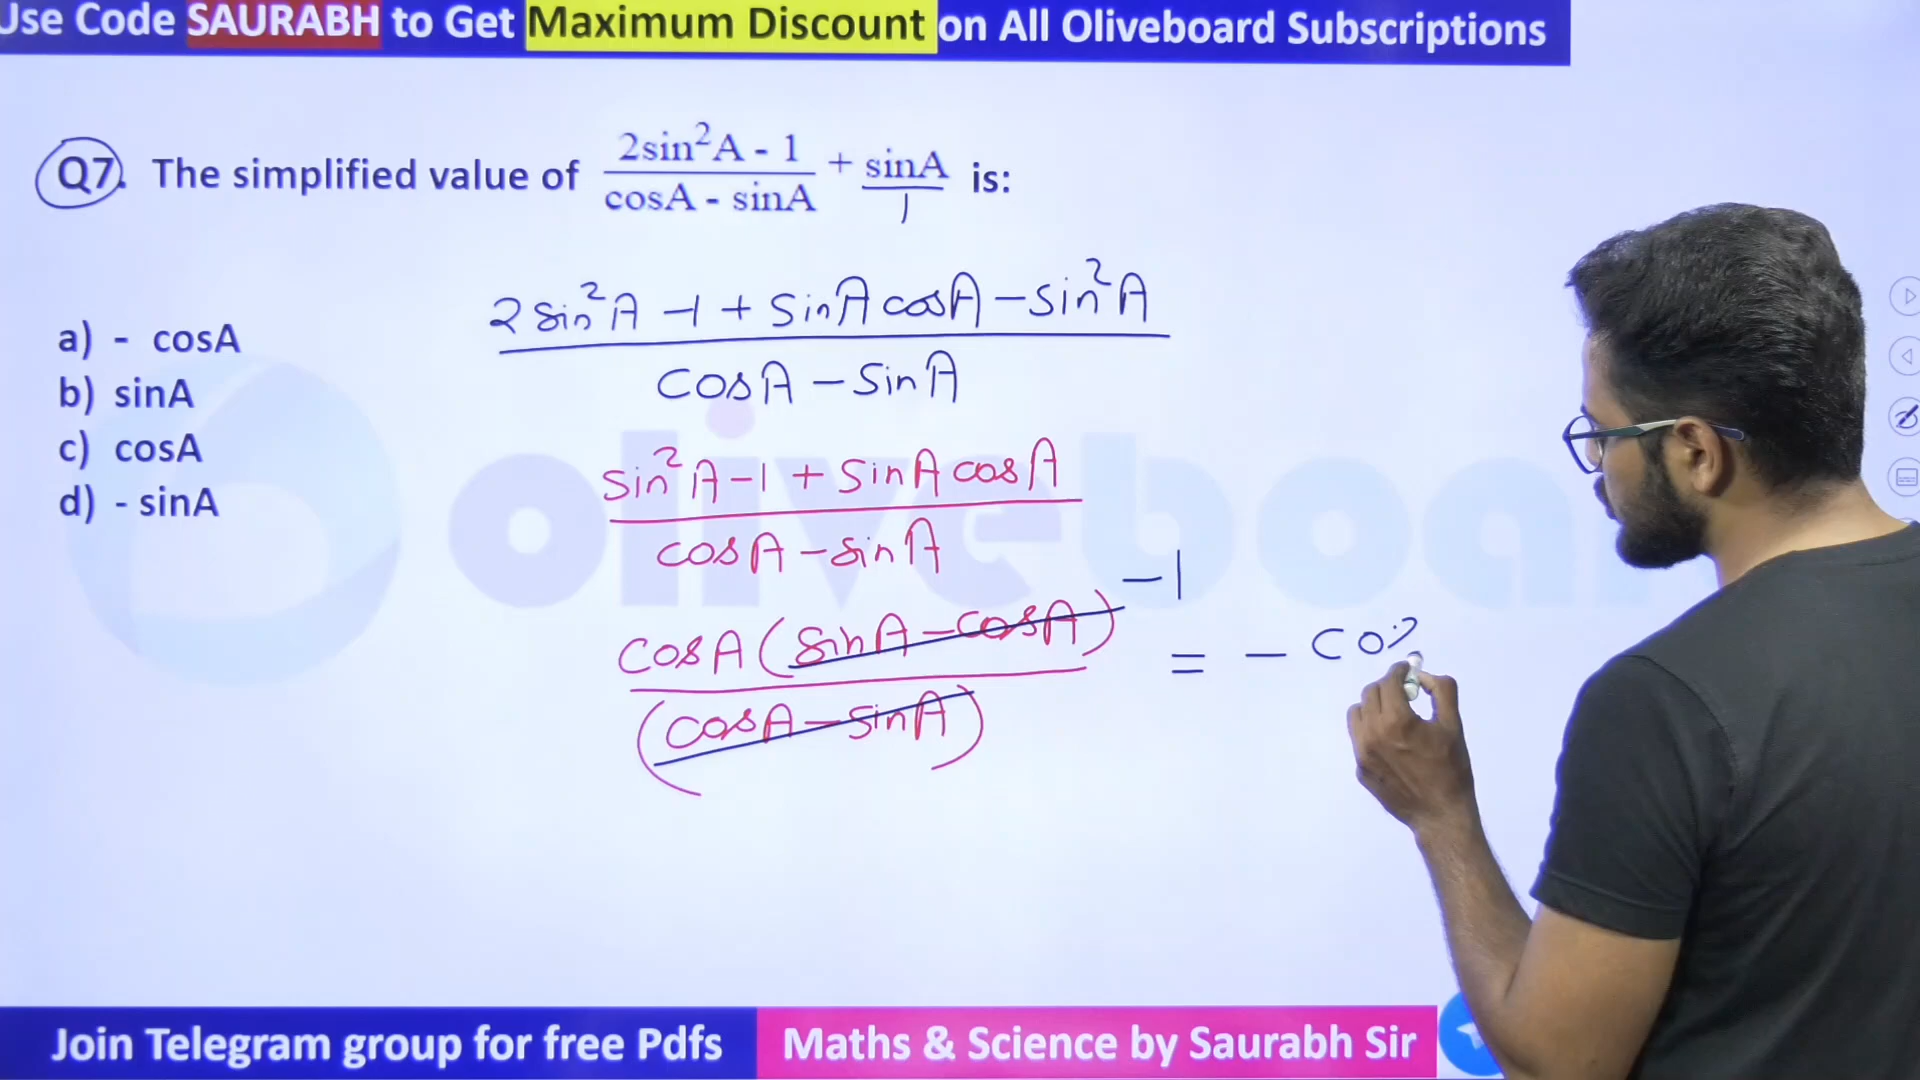 Use Code SAURABH to Get Maximum Discount on All Oliveboard Subscriptions
Q7. The simplified value of (2sin²A - 1)/(cosA - sinA) + sinA/1 is:
a) - cosA
b) sinA
c) cosA
d) - sinA
2sin²A - 1 + sinA cosA - sin²A
cosA - sinA
sin²A - 1 + sinA cosA
cosA - sinA
cosA (sinA - cosA) -1
(cosA - sinA)
= - cos
oliveboa
Join Telegram group for free Pdfs
Maths & Science by Saurabh Sir